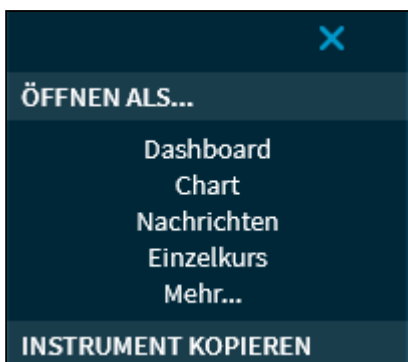 ÖFFNEN ALS...
Dashboard
Chart
Nachrichten
Einzelkurs
Mehr...
INSTRUMENT KOPIEREN